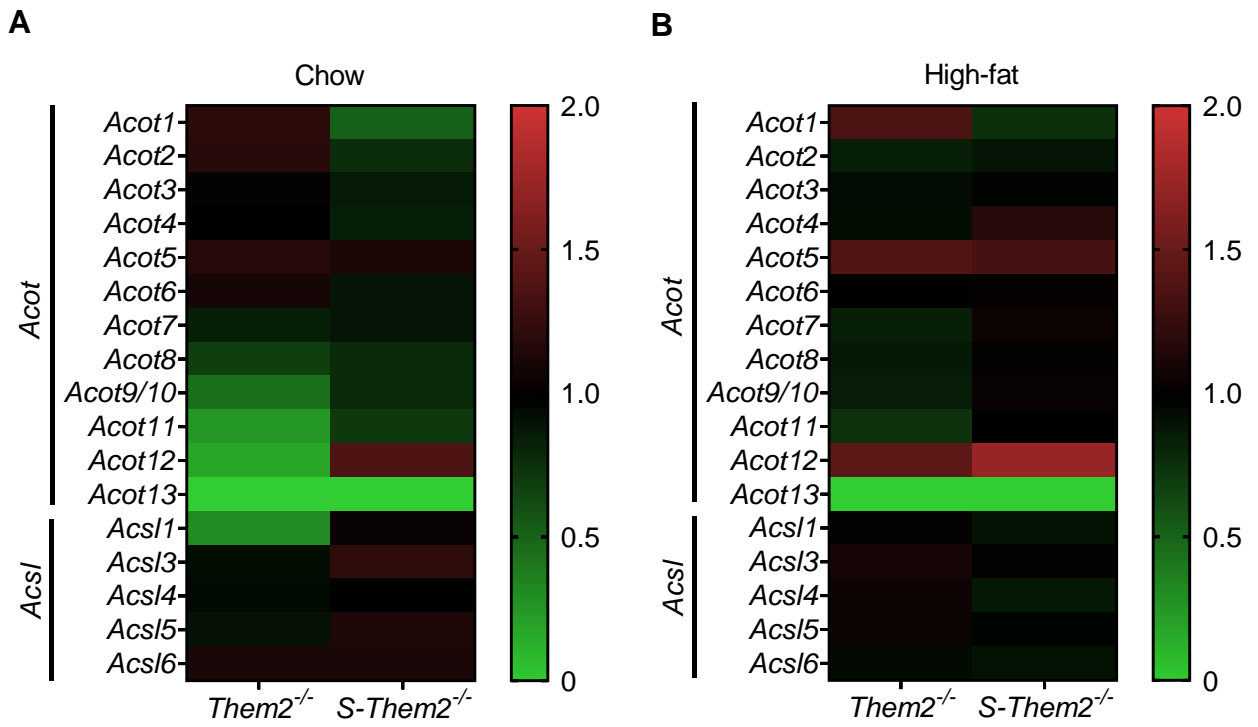 A
Chow
Acot
Acot1
Acot2
Acot3
Acot4
Acot5
Acot6
Acot7
Acot8
Acot9/10
Acot11
Acot12
Acot13
Acsl
Acsl1
Acsl3
Acsl4
Acsl5
Acsl6
Them2-/- S-Them2-/-
2.0
1.5
1.0
0.5
0
B
High-fat
Acot
Acot1
Acot2
Acot3
Acot4
Acot5
Acot6
Acot7
Acot8
Acot9/10
Acot11
Acot12
Acot13
Acsl
Acsl1
Acsl3
Acsl4
Acsl5
Acsl6
Them2-/- S-Them2-/-
2.0
1.5
1.0
0.5
0